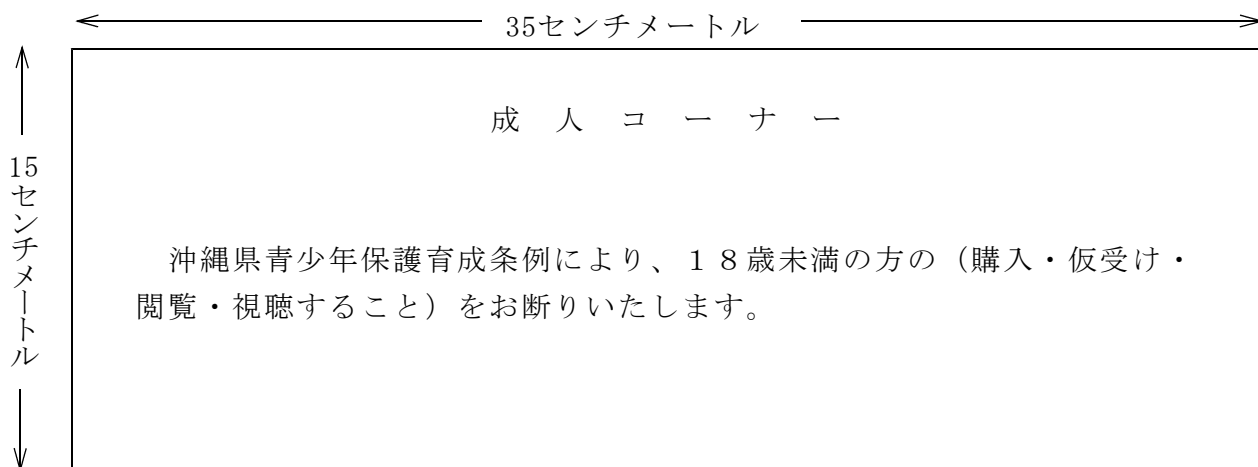 35センチメートル
成人コーナー
15センチメートル
沖縄県青少年保護育成条例により、18歳未満の方の（購入・仮受け・
閲覧・視聴すること）をお断りいたします。